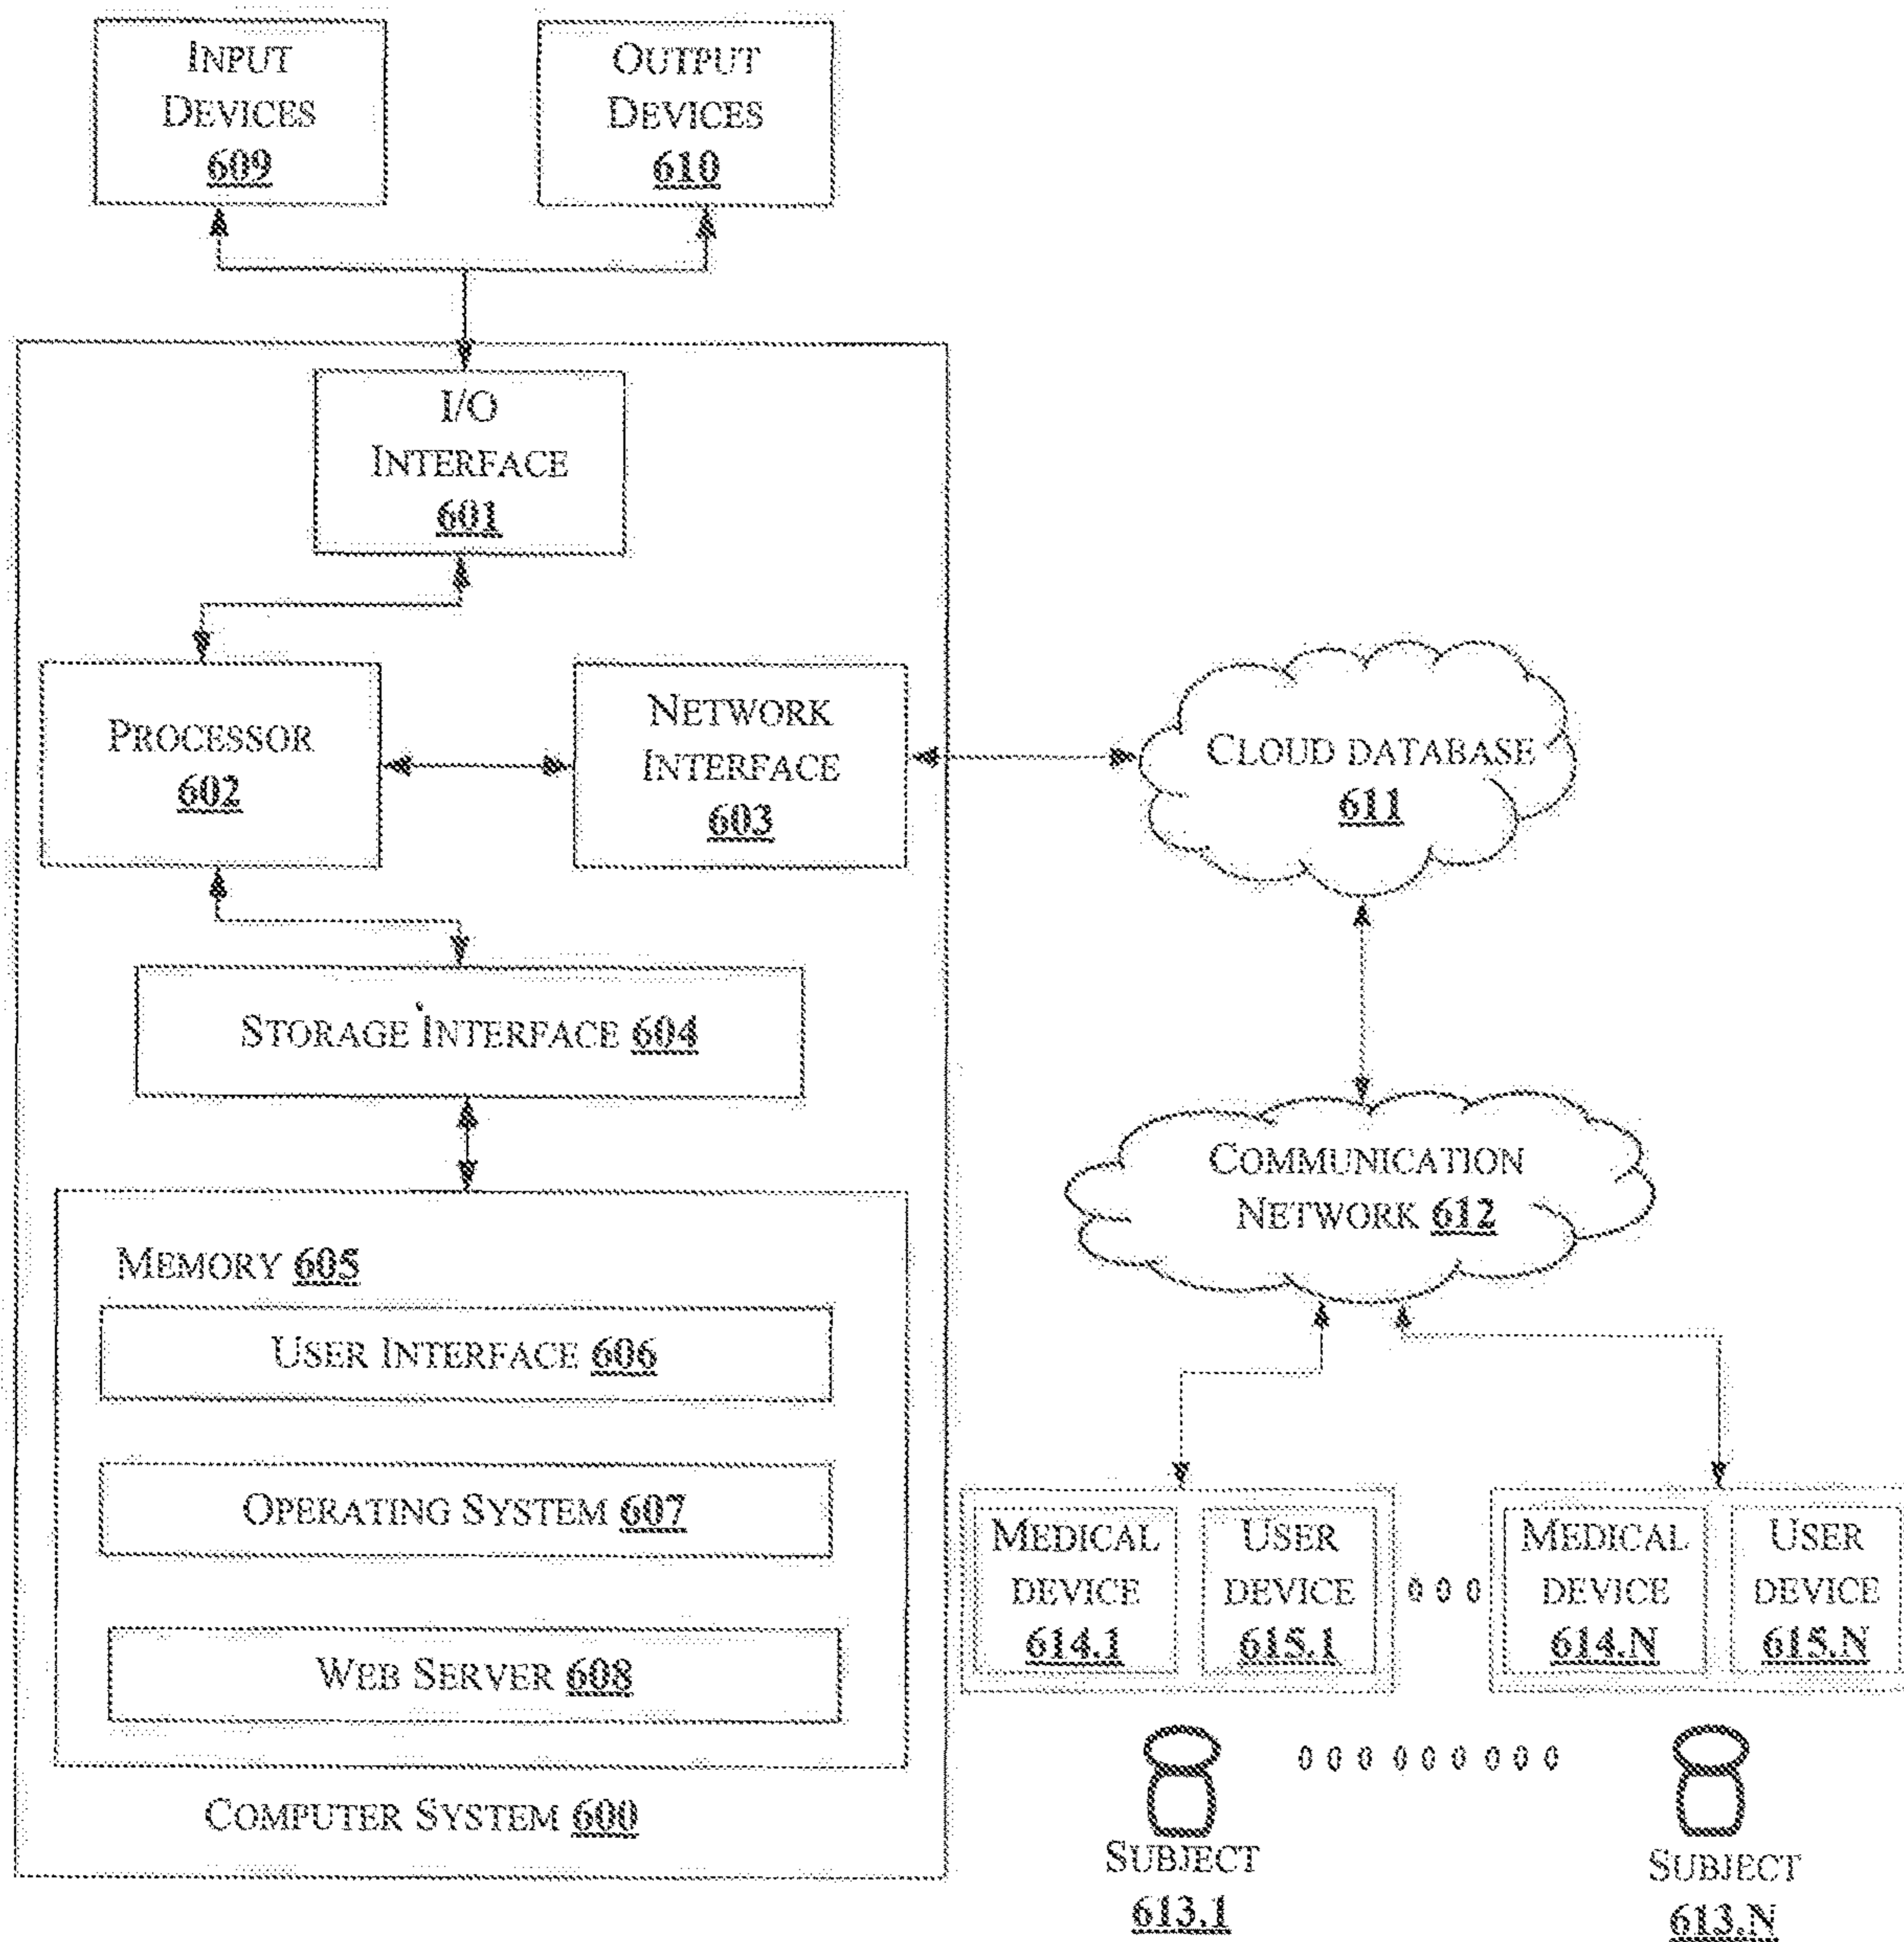 INPUT
DEVICES
609
OUTPUT
DEVICES
610
I/O
INTERFACE
601
PROCESSOR
602
NETWORK
INTERFACE
603
CLOUD DATABASE
611
STORAGE INTERFACE 604
COMMUNICATION
NETWORK 612
MEMORY 605
USER INTERFACE 606
OPERATING SYSTEM 607
WEB SERVER 608
COMPUTER SYSTEM 600
MEDICAL
DEVICE
614.1
USER
DEVICE
615.1
MEDICAL
DEVICE
614.N
USER
DEVICE
615.N
SUBJECT
613.1
SUBJECT
613.N